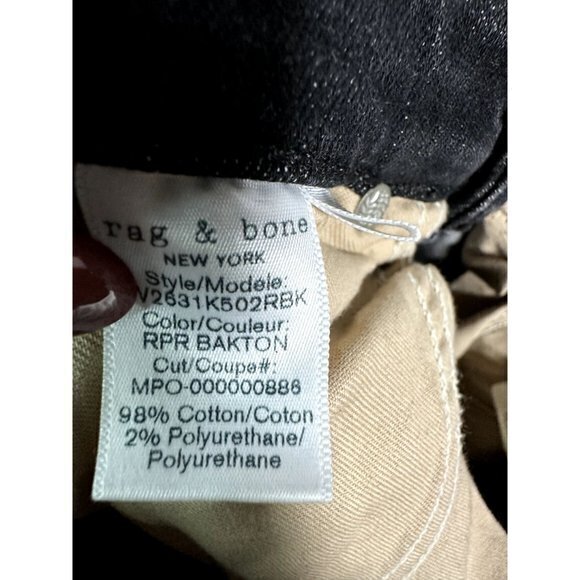 rag & bone
NEW YORK
Style/Modèle:
W2631K502RBK
Color/Couleur:
RPR BAKTON
Cut/Coupe#:
MPO-000000886
98% Cotton/Coton
2% Polyurethane/
Polyurethane